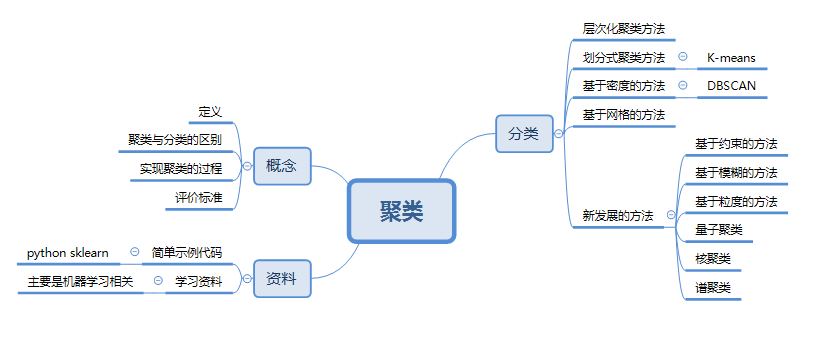 聚类
分类
层次化聚类方法
划分式聚类方法
K-means
基于密度的方法
DBSCAN
基于网格的方法
新发展的方法
基于约束的方法
基于模糊的方法
基于粒度的方法
量子聚类
核聚类
谱聚类
概念
定义
聚类与分类的区别
实现聚类的过程
评价标准
资料
简单示例代码
python sklearn
学习资料
主要是机器学习相关